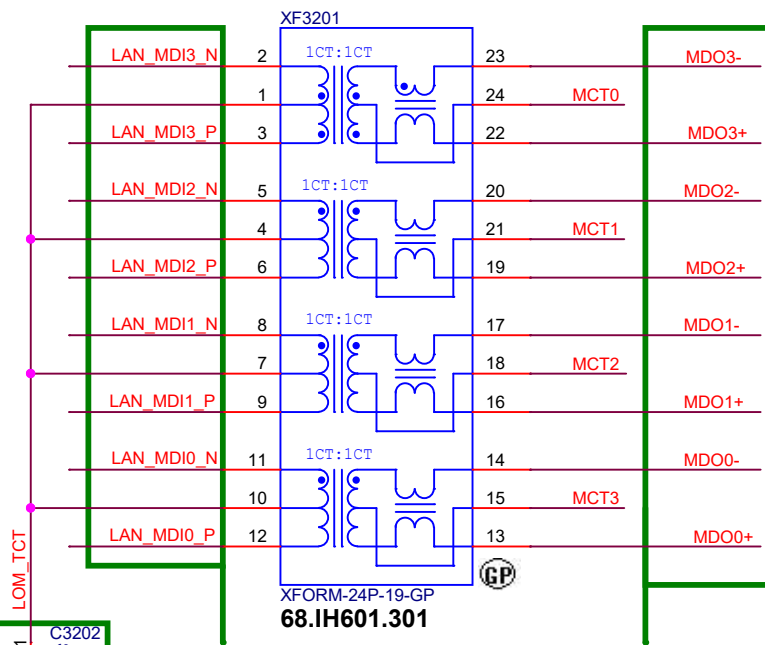 XF3201
LAN_MDI3_N 2 1CT:1CT 23 MDO3-
1 24 MCT0
LAN_MDI3_P 3 22 MDO3+
LAN_MDI2_N 5 1CT:1CT 20 MDO2-
4 21 MCT1
LAN_MDI2_P 6 19 MDO2+
LAN_MDI1_N 8 1CT:1CT 17 MDO1-
7 18 MCT2
LAN_MDI1_P 9 16 MDO1+
LAN_MDI0_N 11 1CT:1CT 14 MDO0-
10 15 MCT3
LAN_MDI0_P 12 13 MDO0+
LOM_TCT
GP
XFORM-24P-19-GP
68.IH601.301
C3202
1